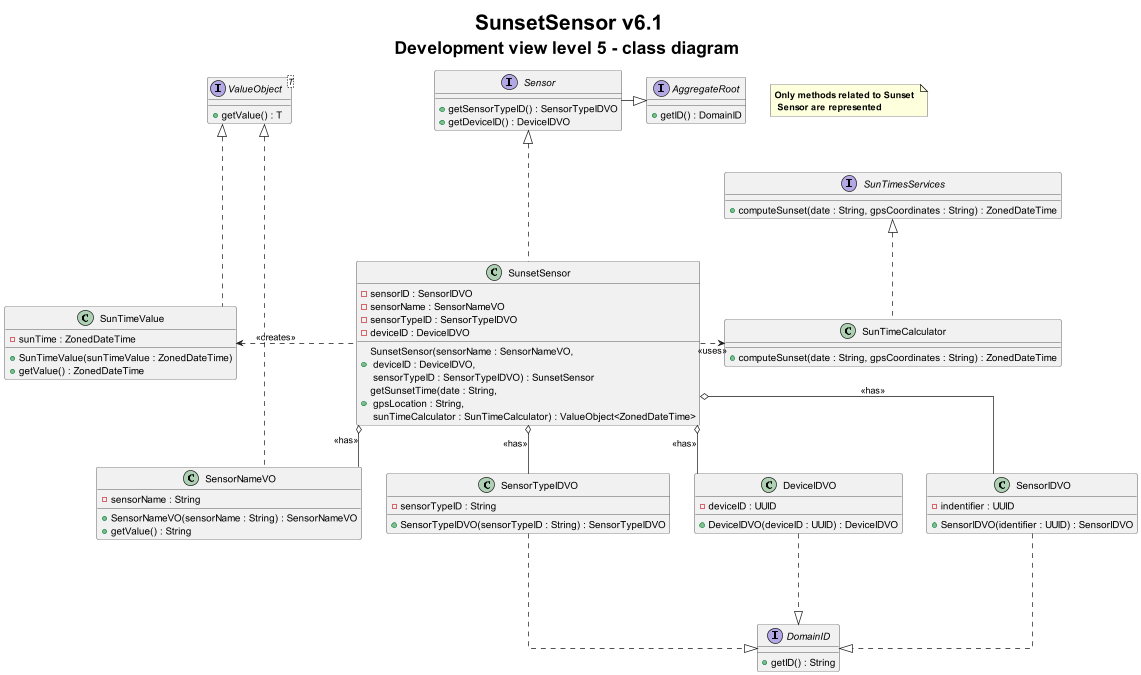 SunsetSensor v6.1
Development view level 5 - class diagram
I ValueObject T
getValue() : T
I Sensor
getSensorTypeID() : SensorTypeIDVO
getDeviceID() : DeviceIDVO
I AggregateRoot
getID() : DomainID
Only methods related to Sunset
Sensor are represented
I SunTimesServices
computeSunset(date : String, gpsCoordinates : String) : ZonedDateTime
C SunsetSensor
sensorID : SensorIDVO
sensorName : SensorNameVO
sensorTypeID : SensorTypeIDVO
deviceID : DeviceIDVO
SunsetSensor(sensorName : SensorNameVO,
deviceID : DeviceIDVO,
sensorTypeID : SensorTypeIDVO) : SunsetSensor
getSunsetTime(date : String,
gpsLocation : String,
sunTimeCalculator : SunTimeCalculator) : ValueObject<ZonedDateTime>
C SunTimeValue
sunTime : ZonedDateTime
SunTimeValue(sunTimeValue : ZonedDateTime)
getValue() : ZonedDateTime
«creates»
«uses»
C SunTimeCalculator
computeSunset(date : String, gpsCoordinates : String) : ZonedDateTime
«has»
«has»
«has»
«has»
C SensorNameVO
sensorName : String
SensorNameVO(sensorName : String) : SensorNameVO
getValue() : String
C SensorTypeIDVO
sensorTypeID : String
SensorTypeIDVO(sensorTypeID : String) : SensorTypeIDVO
C DeviceIDVO
deviceID : UUID
DeviceIDVO(deviceID : UUID) : DeviceIDVO
C SensorIDVO
indentifier : UUID
SensorIDVO(identifier : UUID) : SensorIDVO
I DomainID
getID() : String